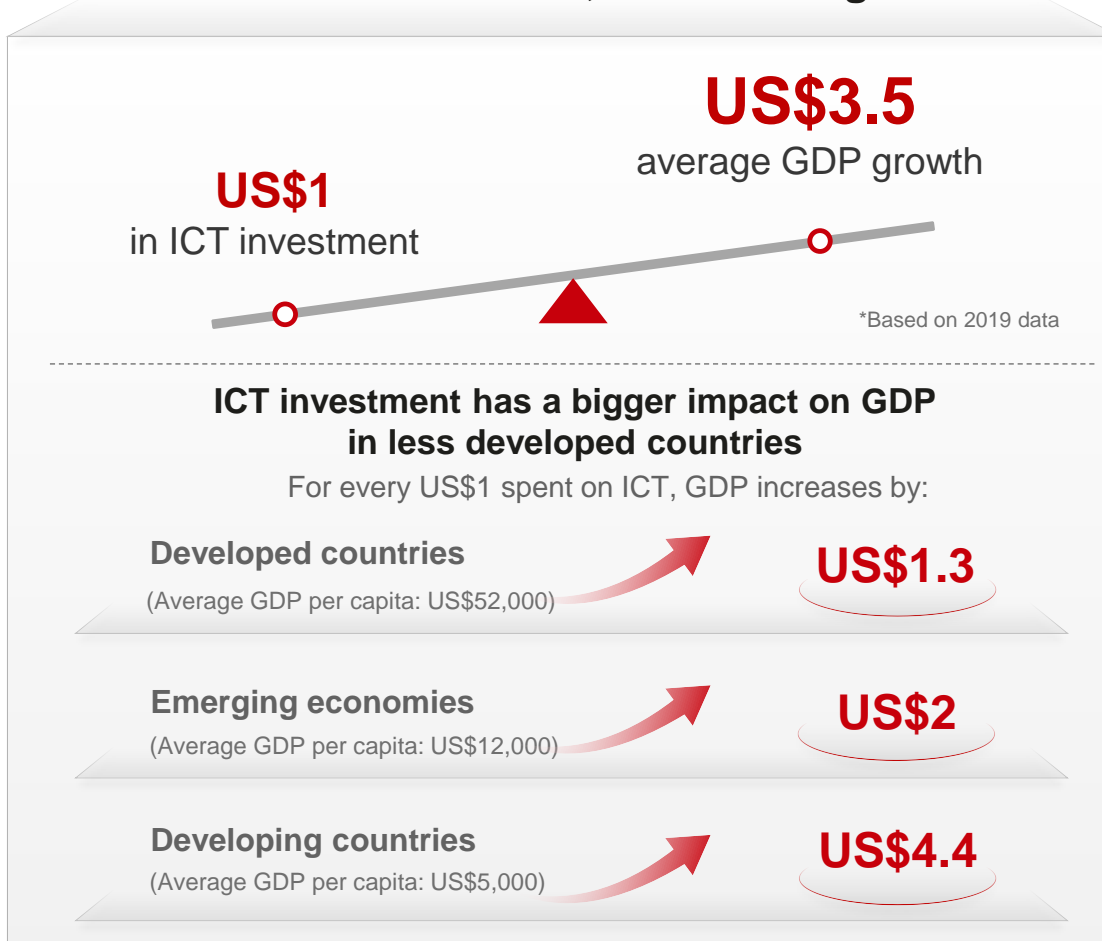 US$3.5
average GDP growth
US$1
in ICT investment
*Based on 2019 data
ICT investment has a bigger impact on GDP
in less developed countries
For every US$1 spent on ICT, GDP increases by:
Developed countries
(Average GDP per capita: US$52,000)
US$1.3
Emerging economies
(Average GDP per capita: US$12,000)
US$2
Developing countries
(Average GDP per capita: US$5,000)
US$4.4